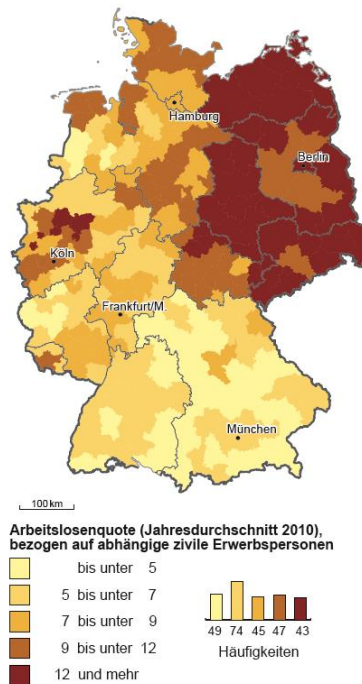 Hamburg
Berlin
Köln
Frankfurt/M.
München
100 km
Arbeitslosenquote (Jahresdurchschnitt 2010),
bezogen auf abhängige zivile Erwerbspersonen
bis unter 5
5 bis unter 7
7 bis unter 9
9 bis unter 12
12 und mehr
49 74 45 47 43
Häufigkeiten